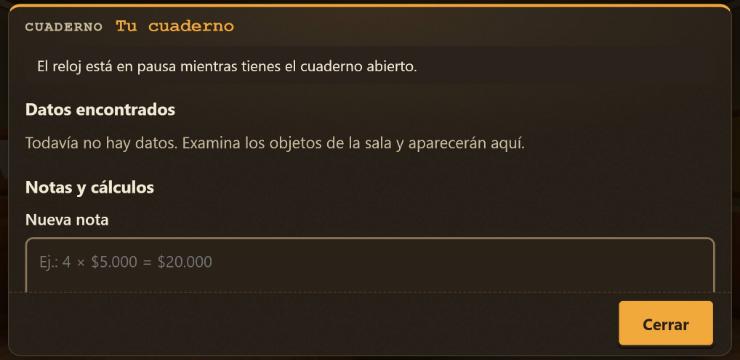 CUADERNO Tu cuaderno
El reloj está en pausa mientras tienes el cuaderno abierto.
Datos encontrados
Todavía no hay datos. Examina los objetos de la sala y aparecerán aquí.
Notas y cálculos
Nueva nota
Ej.: 4 × $5.000 = $20.000
Cerrar